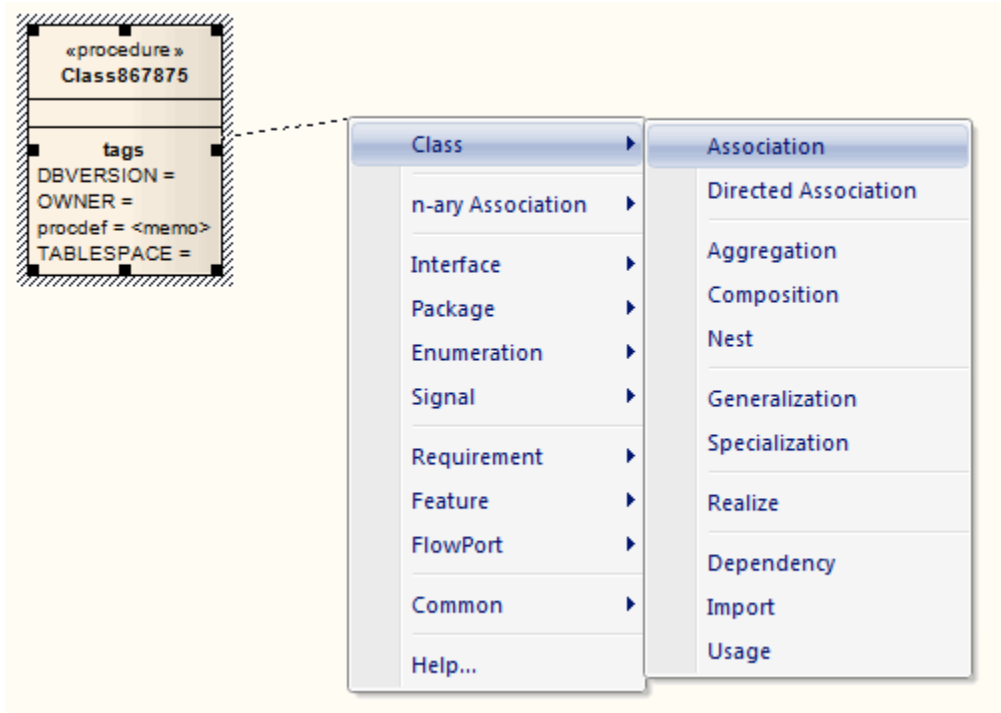 «procedure»
Class867875
tags
DBVERSION =
OWNER =
procdef = <memo>
TABLESPACE =
Class
n-ary Association
Interface
Package
Enumeration
Signal
Requirement
Feature
FlowPort
Common
Help...
Association
Directed Association
Aggregation
Composition
Nest
Generalization
Specialization
Realize
Dependency
Import
Usage